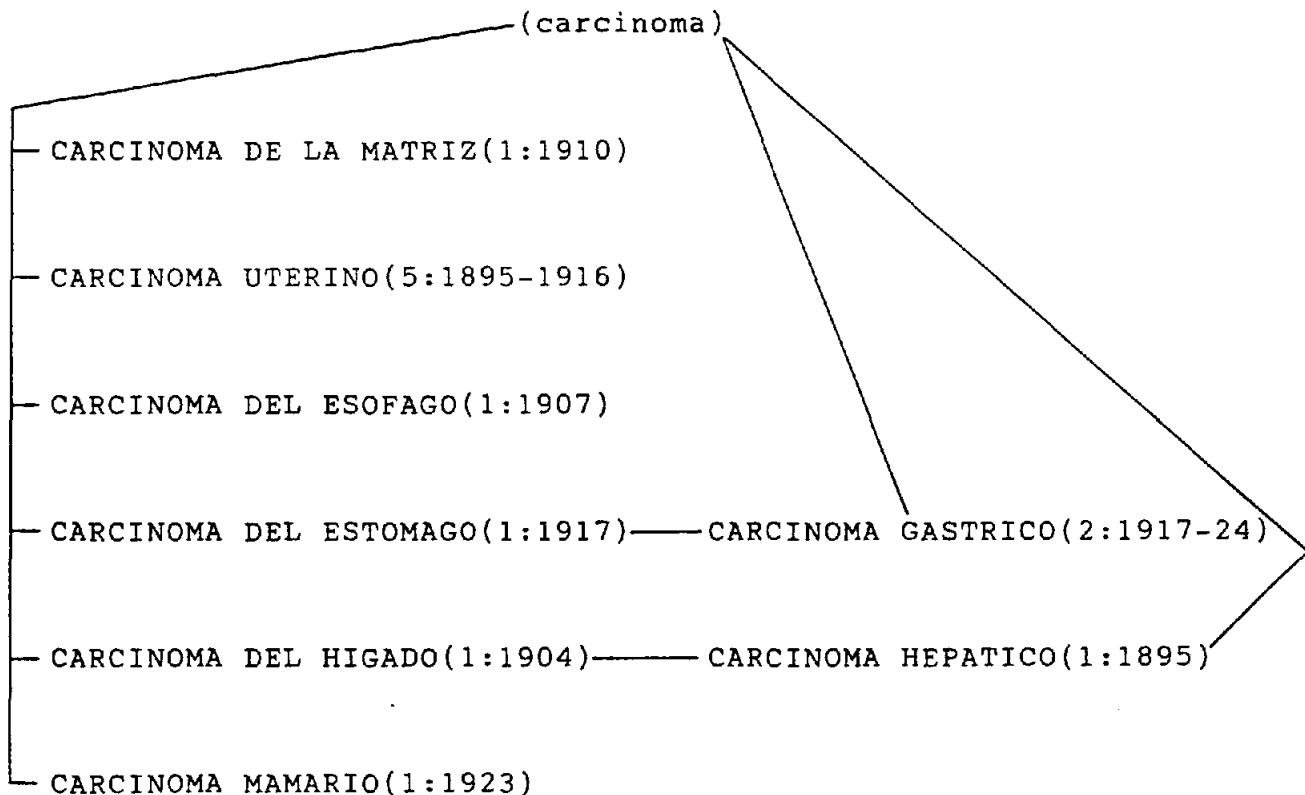 (carcinoma)
CARCINOMA DE LA MATRIZ(1:1910)
CARCINOMA UTERINO(5:1895-1916)
CARCINOMA DEL ESOFAGO(1:1907)
CARCINOMA DEL ESTOMAGO(1:1917) CARCINOMA GASTRICO(2:1917-24)
CARCINOMA DEL HIGADO(1:1904) CARCINOMA HEPATICO(1:1895)
CARCINOMA MAMARIO(1:1923)